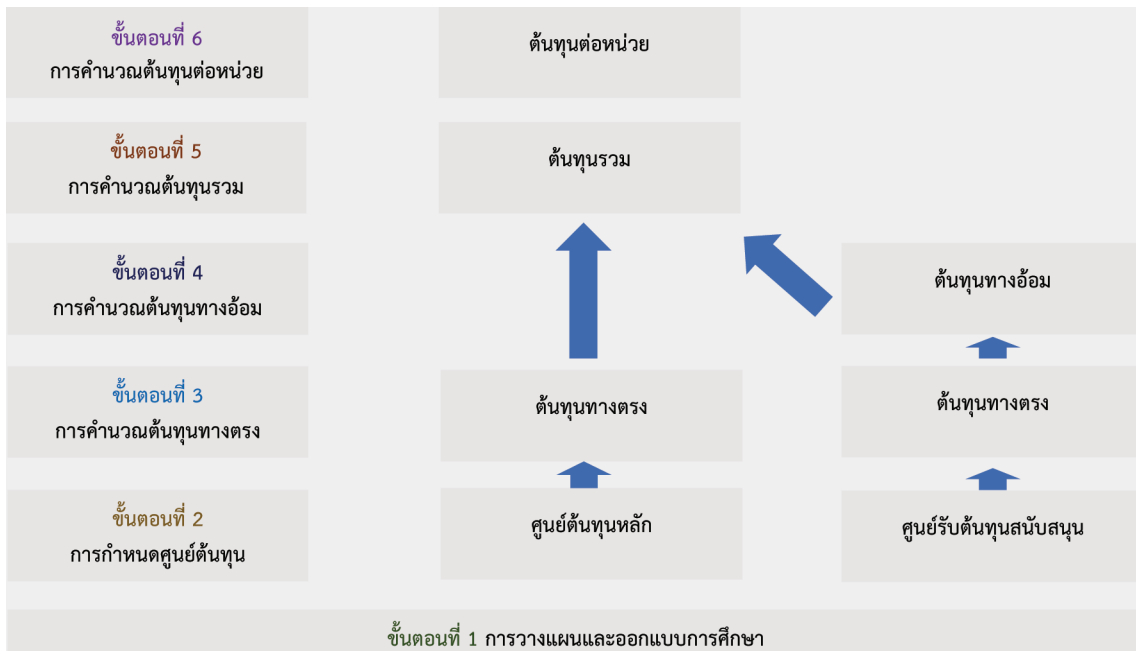 ขั้นตอนที่ 6
การคำนวณต้นทุนต่อหน่วย
ต้นทุนต่อหน่วย
ขั้นตอนที่ 5
การคำนวณต้นทุนรวม
ต้นทุนรวม
ขั้นตอนที่ 4
การคำนวณต้นทุนทางอ้อม
ต้นทุนทางอ้อม
ขั้นตอนที่ 3
การคำนวณต้นทุนทางตรง
ต้นทุนทางตรง
ต้นทุนทางตรง
ขั้นตอนที่ 2
การกำหนดศูนย์ต้นทุน
ศูนย์ต้นทุนหลัก
ศูนย์รับต้นทุนสนับสนุน
ขั้นตอนที่ 1 การวางแผนและออกแบบการศึกษา